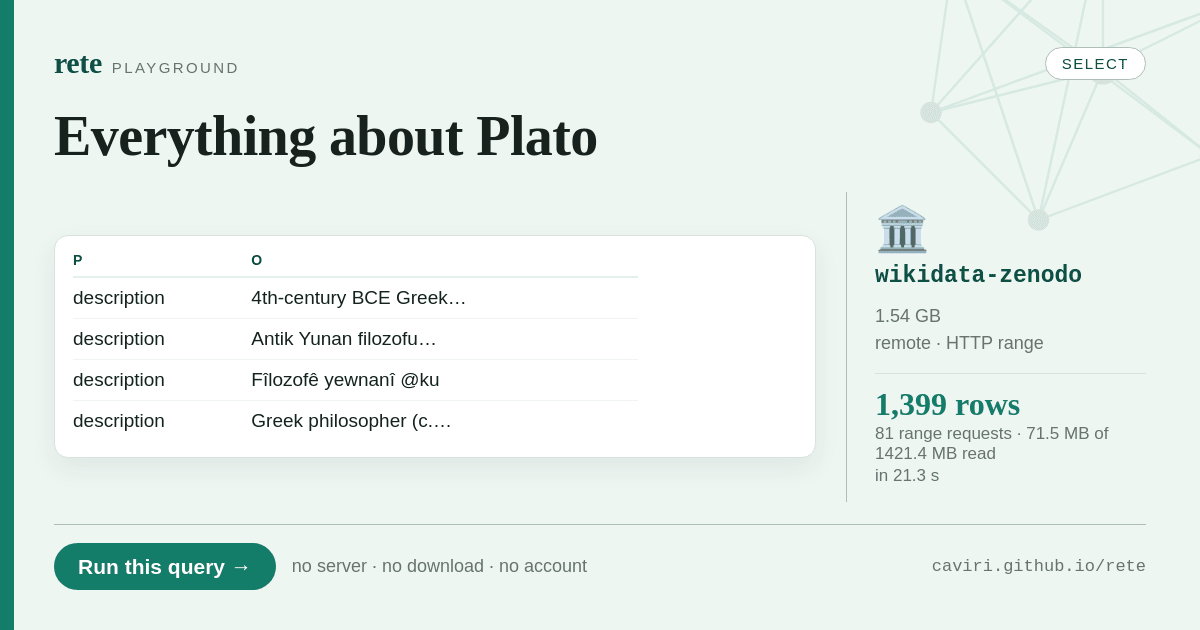 rete PLAYGROUND
SELECT
Everything about Plato
P O
description 4th-century BCE Greek…
description Antik Yunan filozofu…
description Fîlozofê yewnanî @ku
description Greek philosopher (c.…
wikidata-zenodo
1.54 GB
remote · HTTP range
1,399 rows
81 range requests · 71.5 MB of
1421.4 MB read
in 21.3 s
Run this query →
no server · no download · no account
caviri.github.io/rete